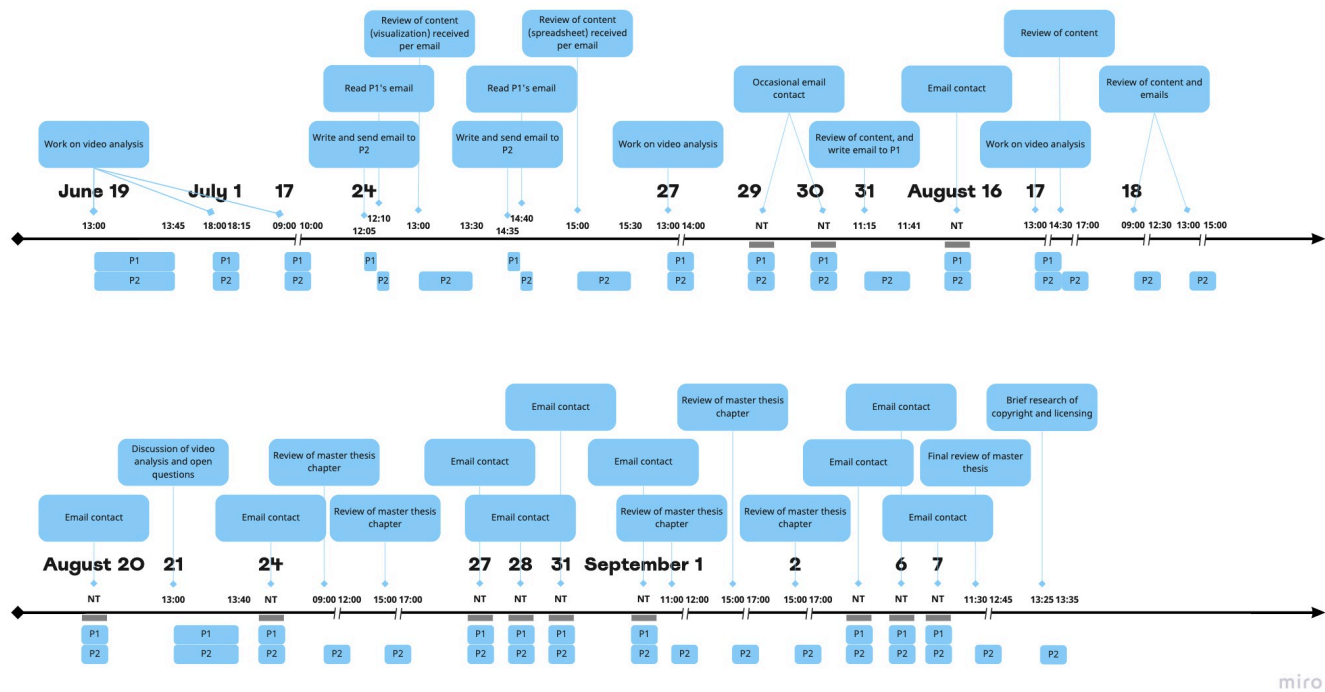 Review of content
(visualization) received
per email
Review of content
(spreadsheet) received
per email
Review of content
Read P1's email
Read P1's email
Occasional email
contact
Email contact
Review of content and
emails
Work on video analysis
Write and send email to
P2
Write and send email to
P2
Work on video analysis
Review of content, and
write email to P1
Work on video analysis
June 19 July 1 17 24 27 29 30 31 August 16 17 18
13:00 13:45 18:00 18:15 09:00 10:00 12:05 12:10 13:00 13:30 14:35 14:40 15:00 15:30 13:00 14:00 NT NT 11:15 11:41 NT 13:00 14:30 17:00 09:00 12:30 13:00 15:00
P1 P1 P1 P1 P1 P1 P1 P1 P1 P1
P2 P2 P2 P2 P2 P2 P2 P2 P2 P2 P2 P2 P2 P2 P2 P2
Email contact
Review of master thesis
chapter
Email contact
Brief research of
copyright and licensing
Discussion of video
analysis and open
questions
Review of master thesis
chapter
Email contact
Email contact
Email contact
Final review of master
thesis
Email contact
Email contact
Review of master thesis
chapter
Email contact
Review of master thesis
chapter
Review of master thesis
chapter
Email contact
August 20 21 24 27 28 31 September 1 2 6 7
NT 13:00 13:40 NT 09:00 12:00 15:00 17:00 NT NT NT NT 11:00 12:00 15:00 17:00 15:00 17:00 NT NT NT 11:30 12:45 13:25 13:35
P1 P1 P1 P1 P1 P1 P1 P1 P1 P1
P2 P2 P2 P2 P2 P2 P2 P2 P2 P2 P2 P2 P2 P2 P2 P2 P2
miro